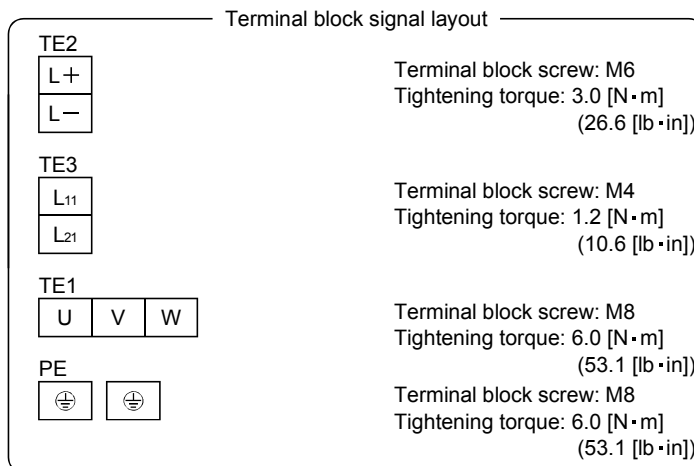 Terminal block signal layout
TE2
L+
L−
Terminal block screw: M6
Tightening torque: 3.0 [N･m]
(26.6 [lb･in])
TE3
L11
L21
Terminal block screw: M4
Tightening torque: 1.2 [N･m]
(10.6 [lb･in])
TE1
U V W
Terminal block screw: M8
Tightening torque: 6.0 [N･m]
(53.1 [lb･in])
PE
Terminal block screw: M8
Tightening torque: 6.0 [N･m]
(53.1 [lb･in])